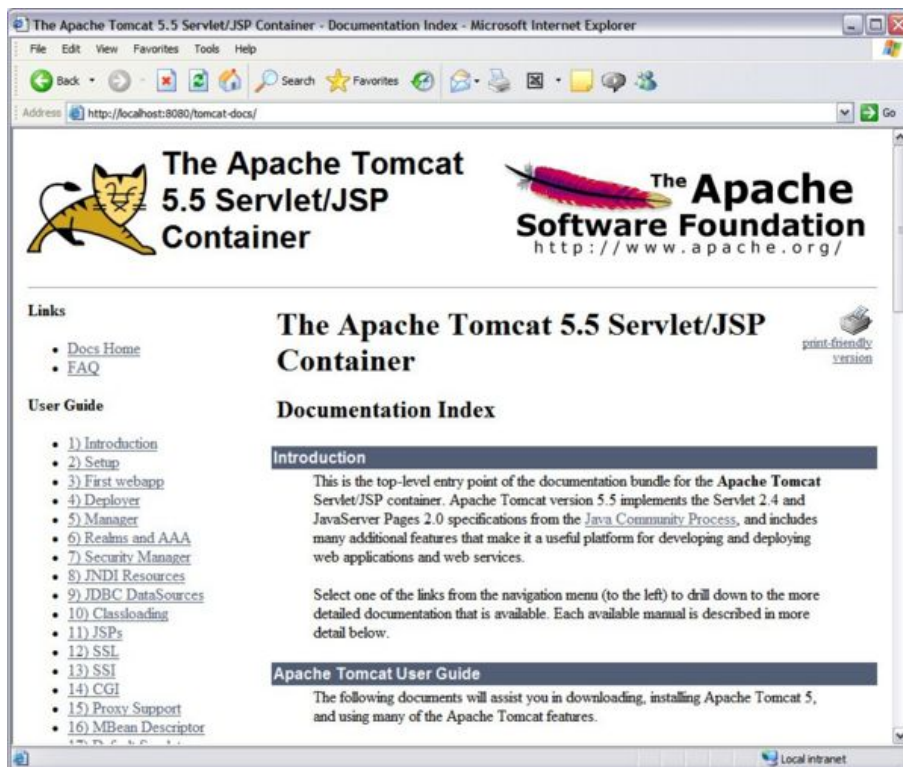 The Apache Tomcat 5.5 Servlet/JSP Container - Documentation Index - Microsoft Internet Explorer
File Edit View Favorites Tools Help
Back Search Favorites
Address http://localhost:8080/tomcat-docs/ Go
The Apache Tomcat
5.5 Servlet/JSP
Container
The Apache
Software Foundation
http://www.apache.org/
Links
• Docs Home
• FAQ
User Guide
• 1) Introduction
• 2) Setup
• 3) First webapp
• 4) Deployer
• 5) Manager
• 6) Realms and AAA
• 7) Security Manager
• 8) JNDI Resources
• 9) JDBC DataSources
• 10) Classloading
• 11) JSPs
• 12) SSL
• 13) SSI
• 14) CGI
• 15) Proxy Support
• 16) MBean Descriptor
The Apache Tomcat 5.5 Servlet/JSP
Container
print-friendly
version
Documentation Index
Introduction
This is the top-level entry point of the documentation bundle for the Apache Tomcat
Servlet/JSP container. Apache Tomcat version 5.5 implements the Servlet 2.4 and
JavaServer Pages 2.0 specifications from the Java Community Process, and includes
many additional features that make it a useful platform for developing and deploying
web applications and web services.
Select one of the links from the navigation menu (to the left) to drill down to the more
detailed documentation that is available. Each available manual is described in more
detail below.
Apache Tomcat User Guide
The following documents will assist you in downloading, installing Apache Tomcat 5,
and using many of the Apache Tomcat features.
Local intranet